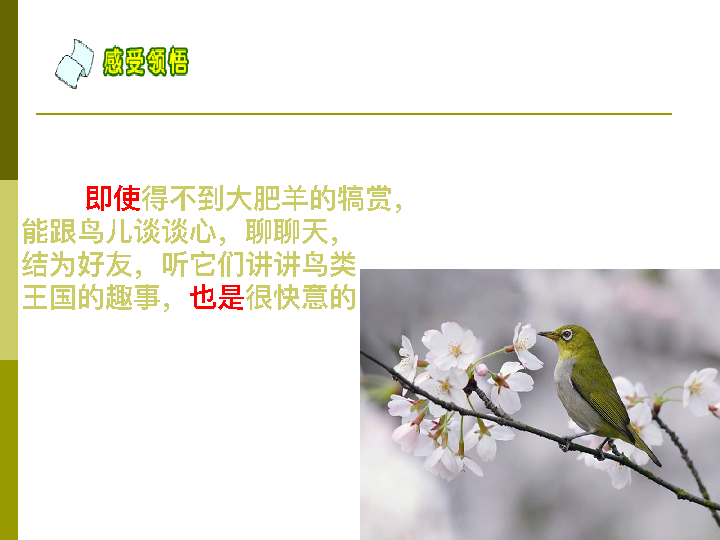 感受领悟
即使得不到大肥羊的犒赏，
能跟鸟儿谈谈心，聊聊天，
结为好友，听它们讲讲鸟类
王国的趣事，也是很快意的